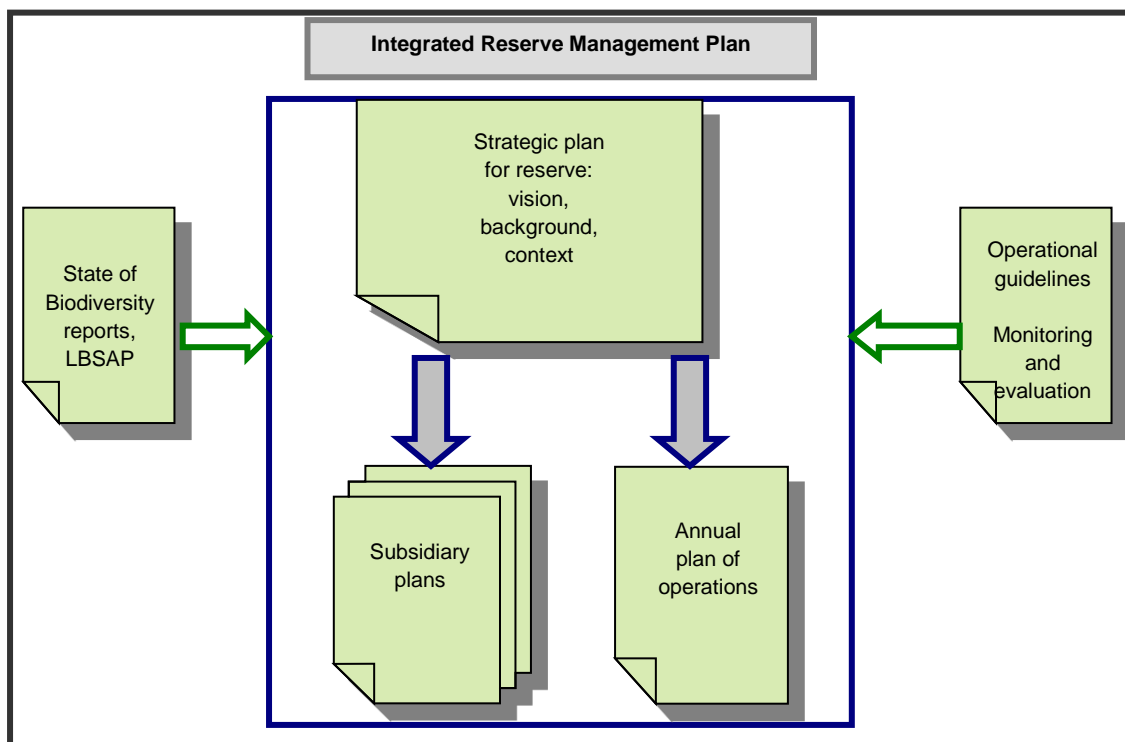 Integrated Reserve Management Plan
Strategic plan
for reserve:
vision,
background,
context
State of
Biodiversity
reports,
LBSAP
Operational
guidelines
Monitoring
and
evaluation
Subsidiary
plans
Annual
plan of
operations